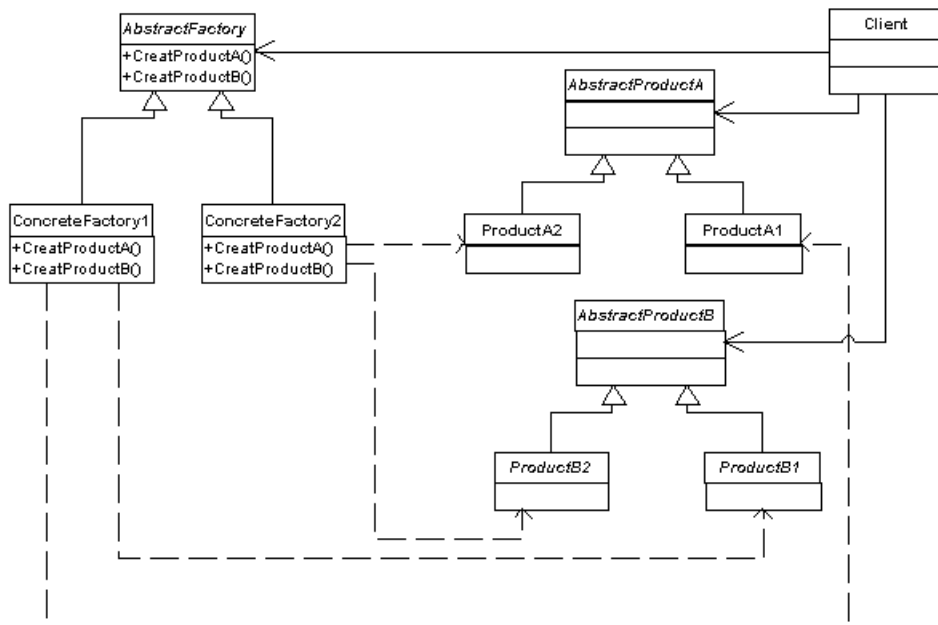 AbstractFactory
+CreatProductA()
+CreatProductB()
Client
AbstractProductA
ConcreteFactory1
+CreatProductA()
+CreatProductB()
ConcreteFactory2
+CreatProductA()
+CreatProductB()
ProductA2
ProductA1
AbstractProductB
ProductB2
ProductB1